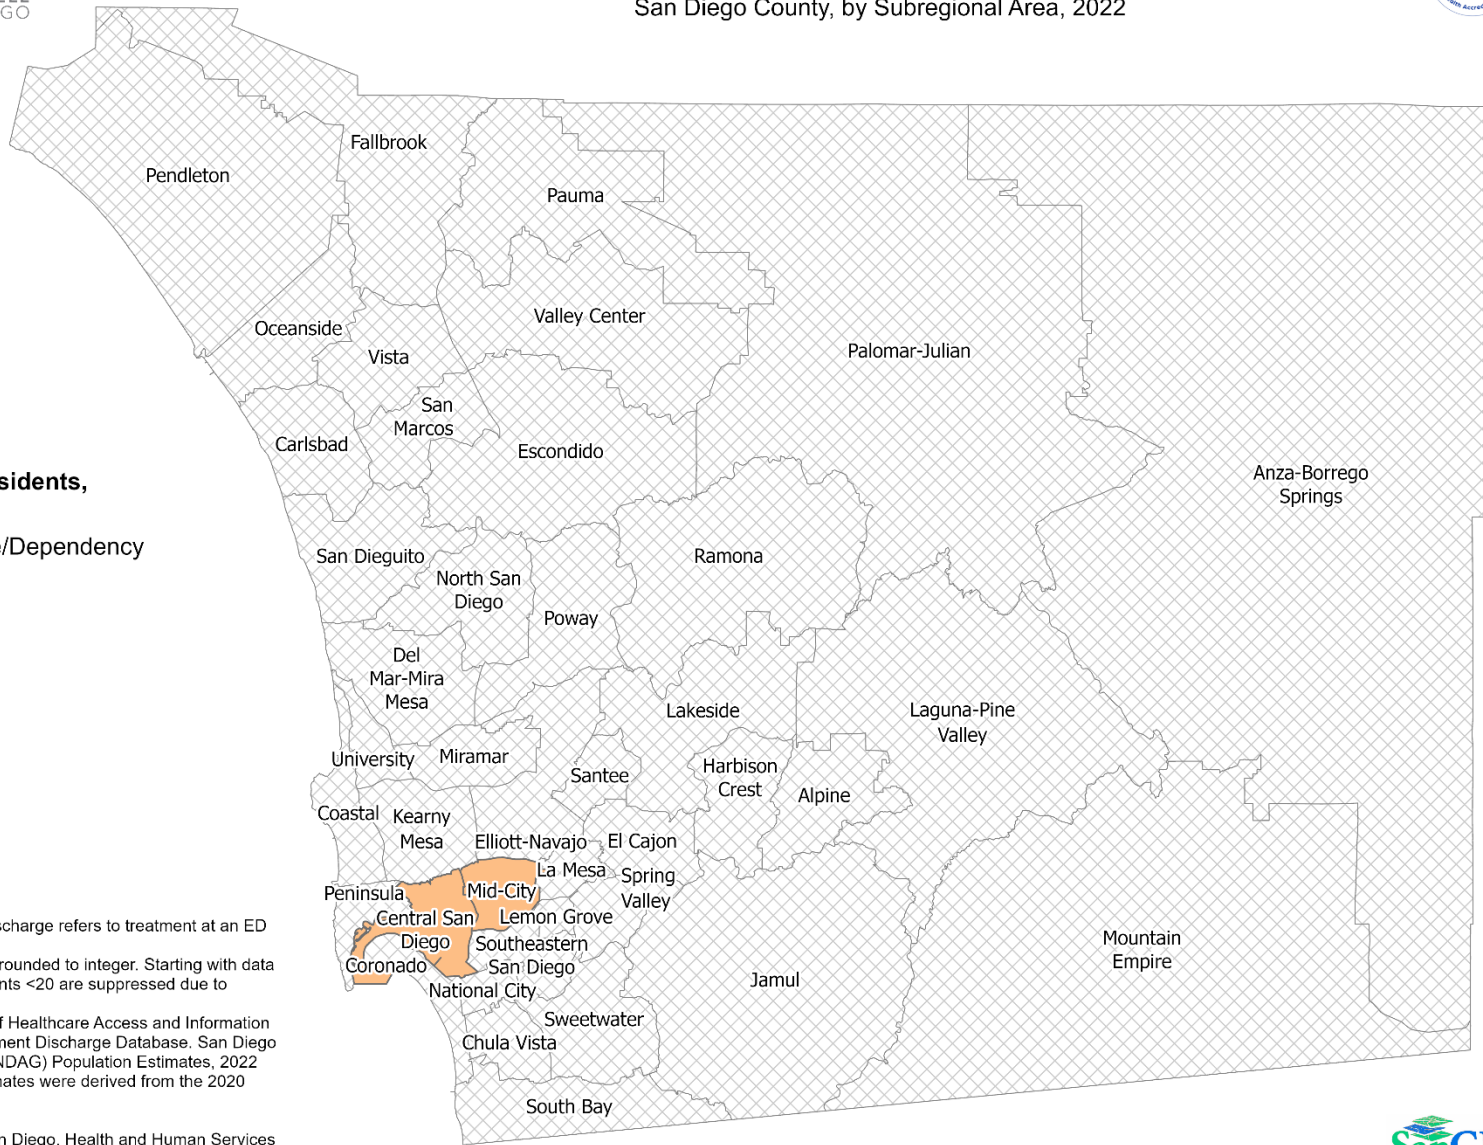 GO
San Diego County, by Subregional Area, 2022
Fallbrook
Pendleton
Pauma
Valley Center
Oceanside
Palomar-Julian
Vista
San
Marcos
Carlsbad
Escondido
Anza-Borrego
Springs
sidents,
e/Dependency
San Dieguito
Ramona
North San
Diego
Poway
Del
Mar-Mira
Mesa
Lakeside
Laguna-Pine
Valley
University
Miramar
Santee
Harbison
Crest
Alpine
Coastal
Kearny
Mesa
Elliott-Navajo
El Cajon
La Mesa
Spring
Valley
Peninsula
Mid-City
Central San
Diego
Lemon Grove
Southeastern
San Diego
Coronado
National City
Jamul
Mountain
Empire
Sweetwater
Chula Vista
South Bay
scharge refers to treatment at an ED
rounded to integer. Starting with data
nts <20 are suppressed due to
f Healthcare Access and Information
ment Discharge Database. San Diego
NDAG) Population Estimates, 2022
nates were derived from the 2020
n Diego, Health and Human Services